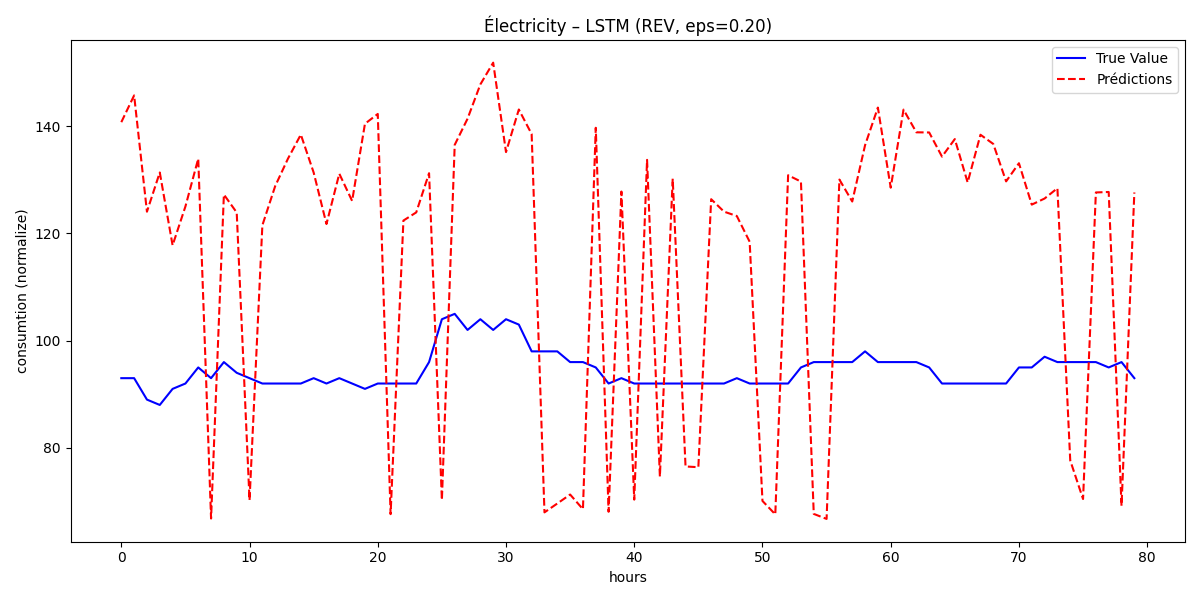 Électricity – LSTM (REV, eps=0.20)
True Value
Prédictions
consumtion (normalize)
140
120
100
80
0 10 20 30 40 50 60 70 80
hours